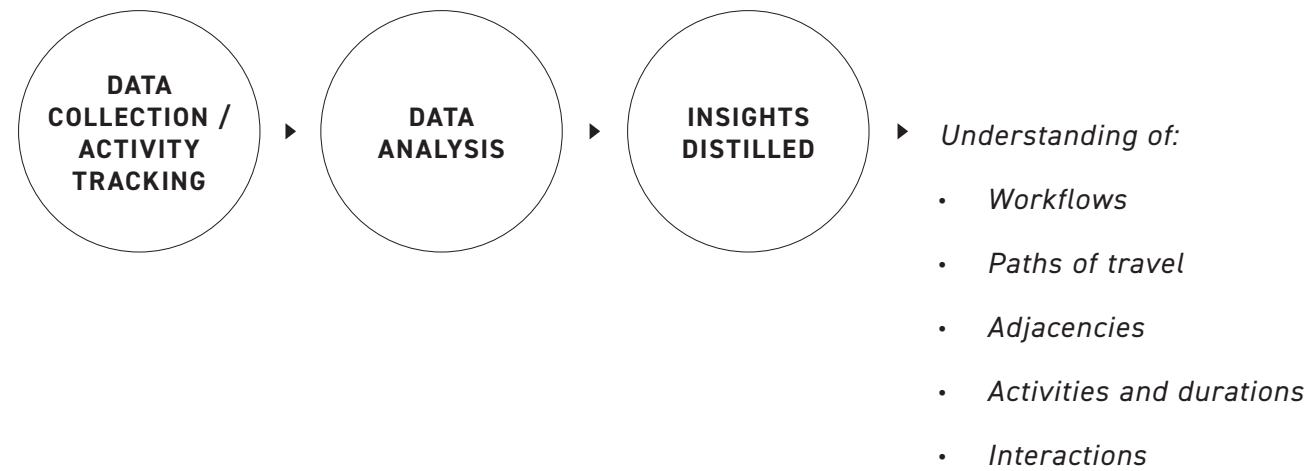 DATA
COLLECTION /
ACTIVITY
TRACKING
DATA
ANALYSIS
INSIGHTS
DISTILLED
Understanding of:
• Workflows
• Paths of travel
• Adjacencies
• Activities and durations
• Interactions